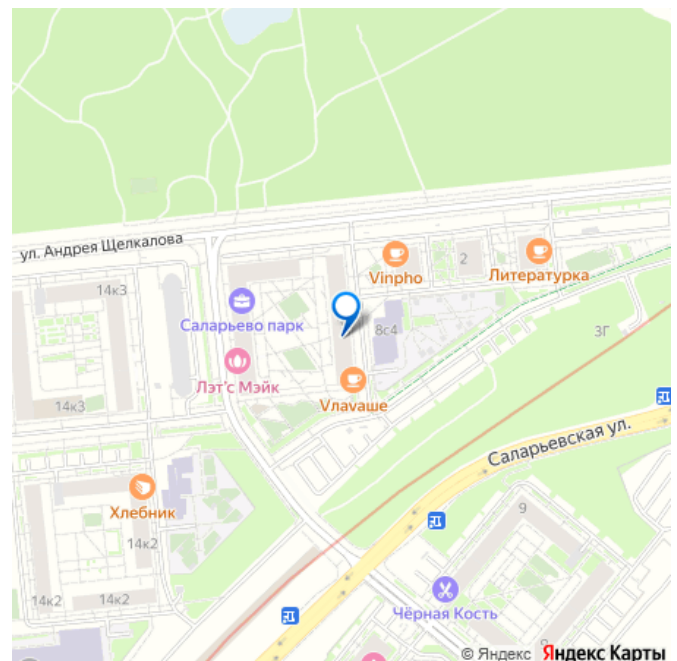 ул. Андрея Щелкалова
Vinpho
2
Литературка
14к3
Саларьево парк
8с4
3Г
Лэт'с Мэйк
14к3
Vлаvаше
Саларьевская ул.
Хлебник
9
14к2
14к2
14к2
Чёрная Кость
© Яндекс Яндекс Карты